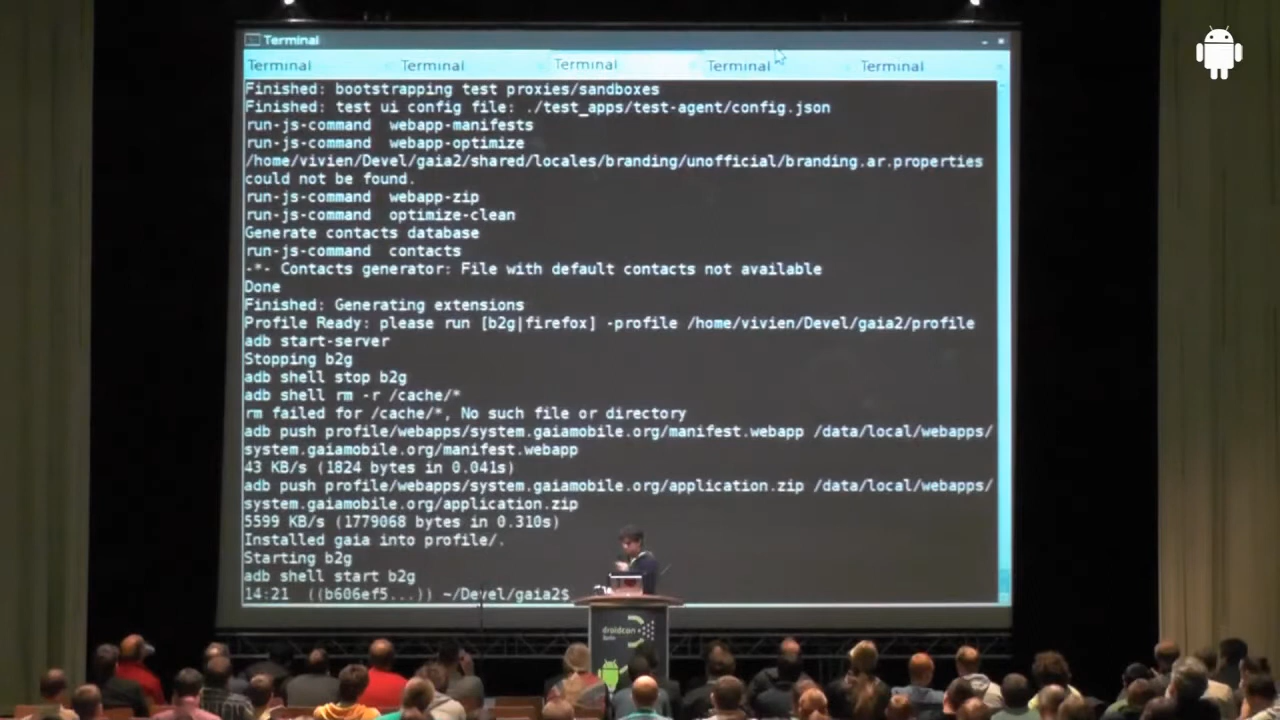 Terminal
Terminal Terminal Terminal Terminal Terminal
Finished: bootstrapping test proxies/sandboxes
Finished: test ui config file: ./test_apps/test-agent/config.json
run-js-command  webapp-manifests
run-js-command  webapp-optimize
/home/vivien/Devel/gaia2/shared/locales/branding/unofficial/branding.ar.properties
could not be found.
run-js-command  webapp-zip
run-js-command  optimize-clean
Generate contacts database
run-js-command  contacts
-*- Contacts generator: File with default contacts not available
Done
Finished: Generating extensions
Profile Ready: please run [b2g|firefox] -profile /home/vivien/Devel/gaia2/profile
adb start-server
Stopping b2g
adb shell stop b2g
adb shell rm -r /cache/*
rm failed for /cache/*, No such file or directory
adb push profile/webapps/system.gaiamobile.org/manifest.webapp /data/local/webapps/
system.gaiamobile.org/manifest.webapp
43 KB/s (1824 bytes in 0.041s)
adb push profile/webapps/system.gaiamobile.org/application.zip /data/local/webapps/
system.gaiamobile.org/application.zip
5599 KB/s (1779068 bytes in 0.310s)
Installed gaia into profile/.
Starting b2g
adb shell start b2g
14:21  ((b606ef5...)) ~/Devel/gaia2$
droidcon